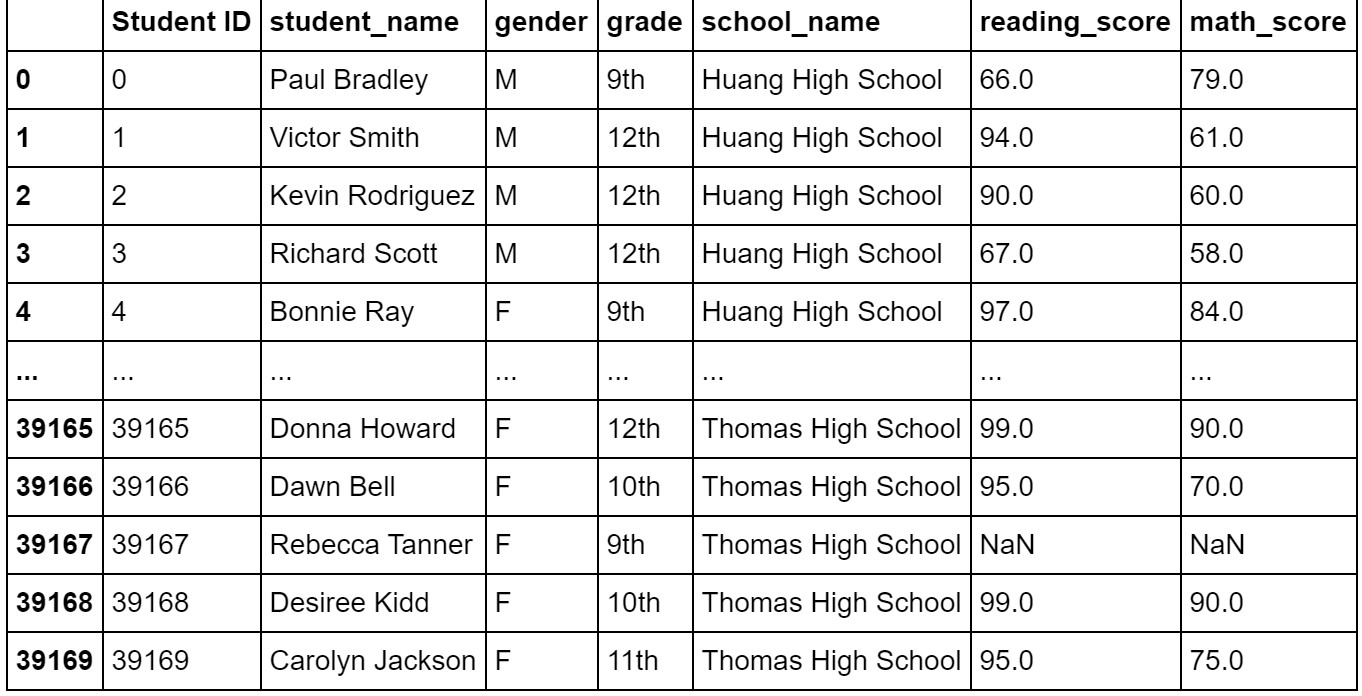 Student ID student_name gender grade school_name reading_score math_score
0 0 Paul Bradley M 9th Huang High School 66.0 79.0
1 1 Victor Smith M 12th Huang High School 94.0 61.0
2 2 Kevin Rodriguez M 12th Huang High School 90.0 60.0
3 3 Richard Scott M 12th Huang High School 67.0 58.0
4 4 Bonnie Ray F 9th Huang High School 97.0 84.0
... ... ... ... ... ... ... ...
39165 39165 Donna Howard F 12th Thomas High School 99.0 90.0
39166 39166 Dawn Bell F 10th Thomas High School 95.0 70.0
39167 39167 Rebecca Tanner F 9th Thomas High School NaN NaN
39168 39168 Desiree Kidd F 10th Thomas High School 99.0 90.0
39169 39169 Carolyn Jackson F 11th Thomas High School 95.0 75.0